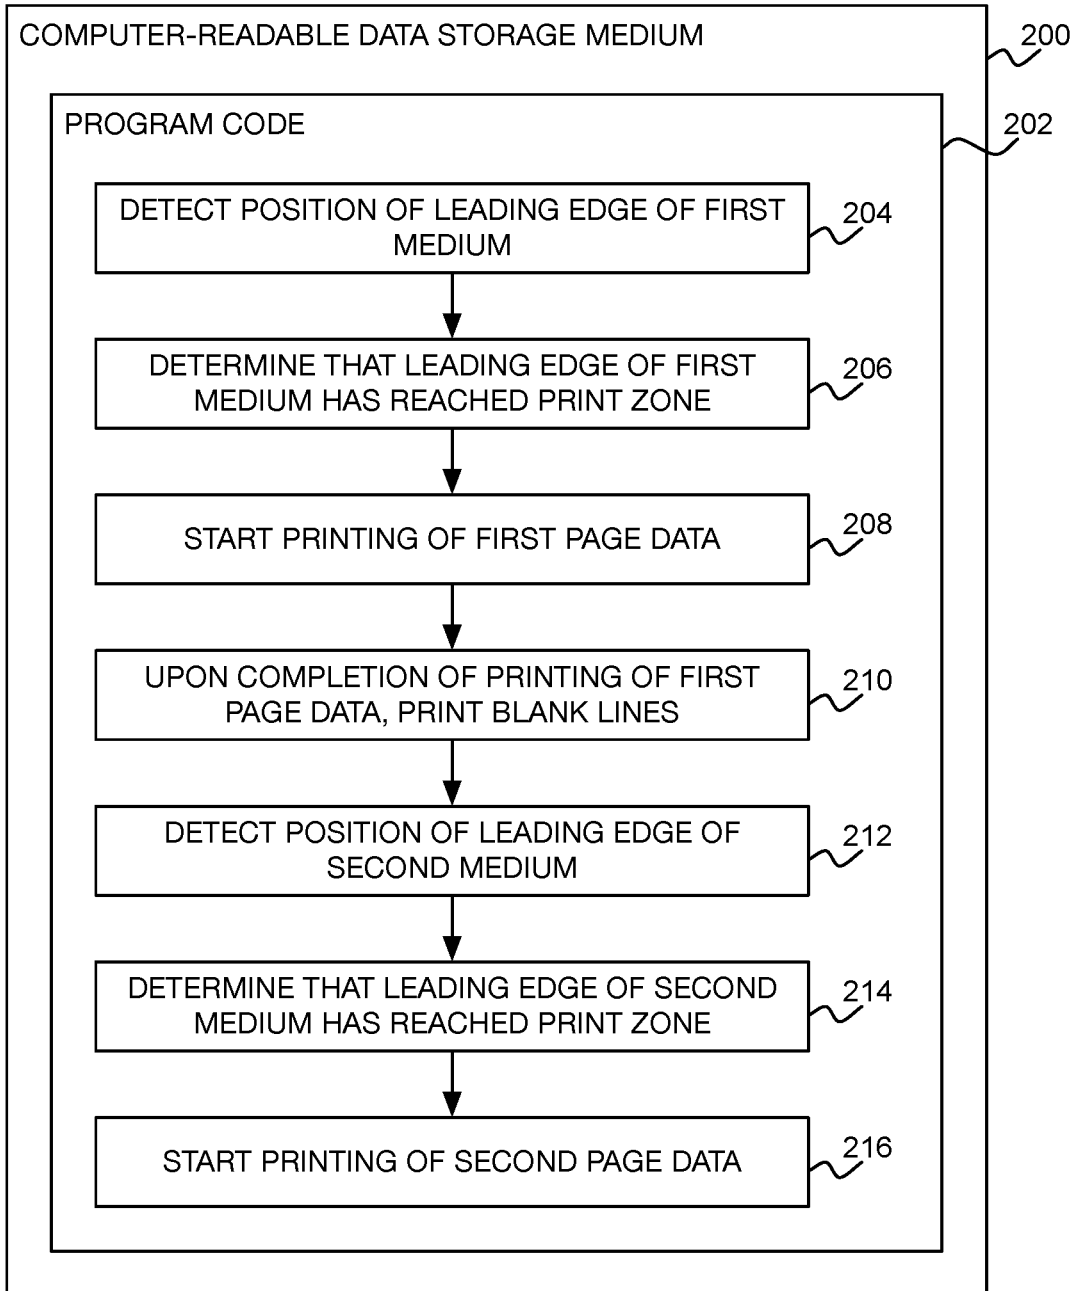 COMPUTER-READABLE DATA STORAGE MEDIUM
200
PROGRAM CODE
202
DETECT POSITION OF LEADING EDGE OF FIRST
MEDIUM
204
DETERMINE THAT LEADING EDGE OF FIRST
MEDIUM HAS REACHED PRINT ZONE
206
START PRINTING OF FIRST PAGE DATA
208
UPON COMPLETION OF PRINTING OF FIRST
PAGE DATA, PRINT BLANK LINES
210
DETECT POSITION OF LEADING EDGE OF
SECOND MEDIUM
212
DETERMINE THAT LEADING EDGE OF SECOND
MEDIUM HAS REACHED PRINT ZONE
214
START PRINTING OF SECOND PAGE DATA
216